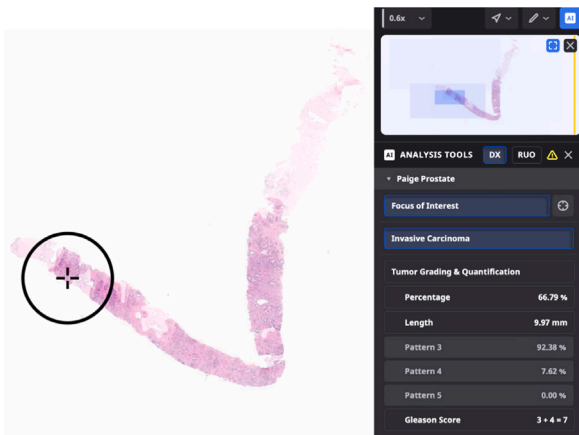 0.6x
AI
AI ANALYSIS TOOLS DX RUO
Paige Prostate
Focus of Interest
Invasive Carcinoma
Tumor Grading & Quantification
Percentage 66.79 %
Length 9.97 mm
Pattern 3 92.38 %
Pattern 4 7.62 %
Pattern 5 0.00 %
Gleason Score 3 + 4 = 7